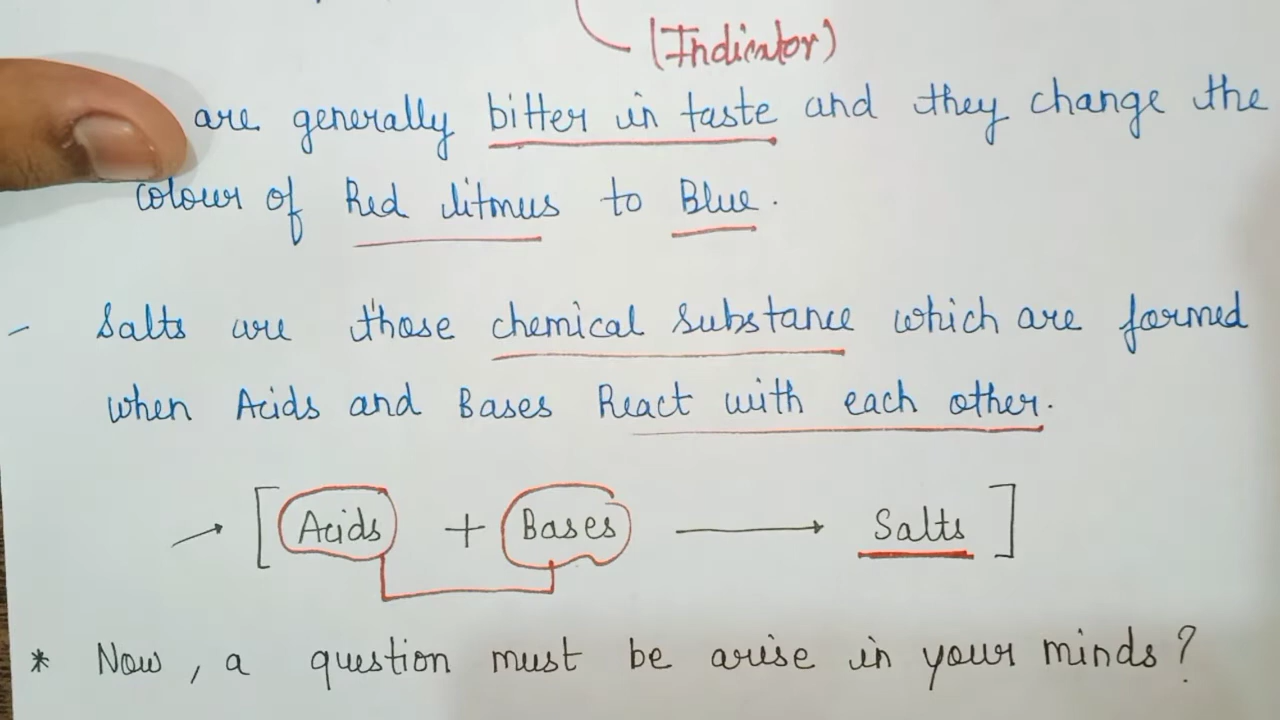 (Indicator)
are generally bitter in taste and they change the
colour of Red litmus to Blue.
- Salts are those chemical substance which are formed
when Acids and Bases React with each other.
→ [Acids + Bases → Salts]
* Now, a question must be arise in your minds?